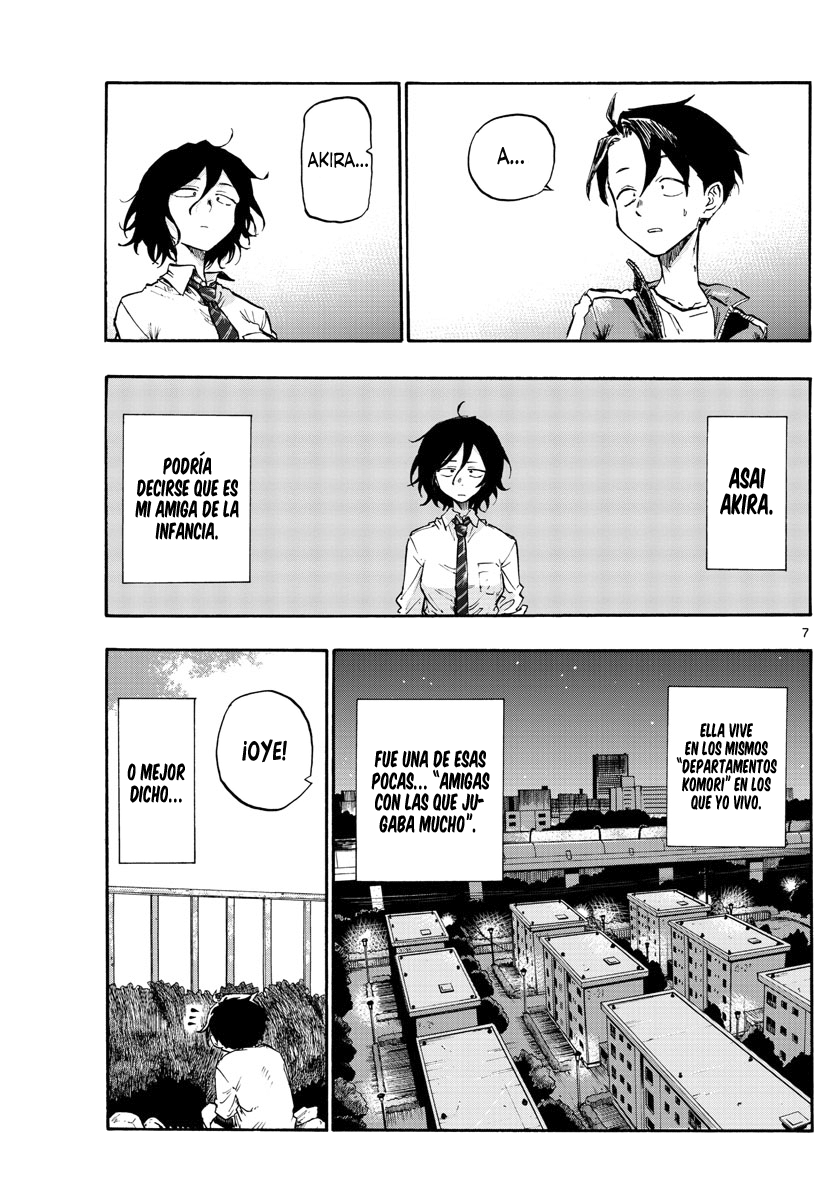 A...
AKIRA...
ASAI
AKIRA.
PODRÍA
DECIRSE QUE ES
MI AMIGA DE LA
INFANCIA.
7
ELLA VIVE
EN LOS MISMOS
"DEPARTAMENTOS
KOMORI" EN LOS
QUE YO VIVO.
FUE UNA DE ESAS
POCAS... "AMIGAS
CON LAS QUE JU-
GABA MUCHO".
¡OYE!
O MEJOR
DICHO...